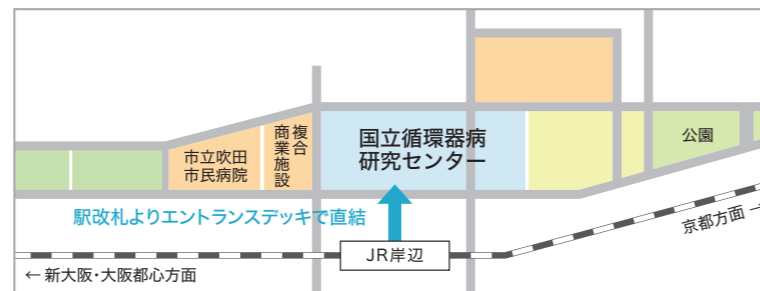 国立循環器病
研究センター
公園
複合
商業施設
市立吹田
市民病院
駅改札よりエントランスデッキで直結
京都方面 →
JR岸辺
← 新大阪・大阪都心方面